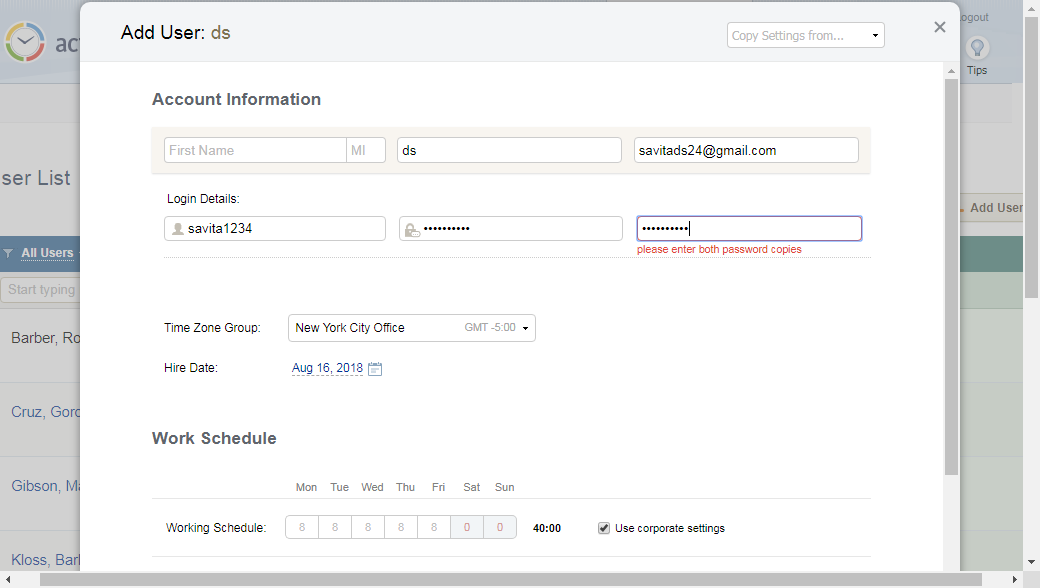 Add User: ds
Copy Settings from...
Logout
Tips
act
Account Information
First Name MI ds savitads24@gmail.com
ser List
Login Details:
Add User
savita1234 •••••••••• ••••••••••
please enter both password copies
All Users
Start typing
Time Zone Group: New York City Office GMT -5:00
Barber, Ro
Hire Date: Aug 16, 2018
Cruz, Gord
Work Schedule
Gibson, Ma
Mon Tue Wed Thu Fri Sat Sun
Working Schedule: 8 8 8 8 8 0 0 40:00 Use corporate settings
Kloss, Barb